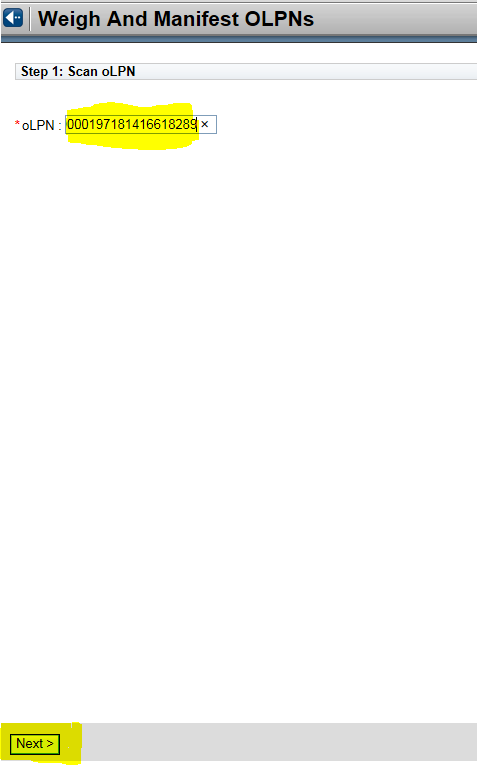 Weigh And Manifest OLPNs
Step 1: Scan oLPN
* oLPN : 000197181416618289 ×
Next >